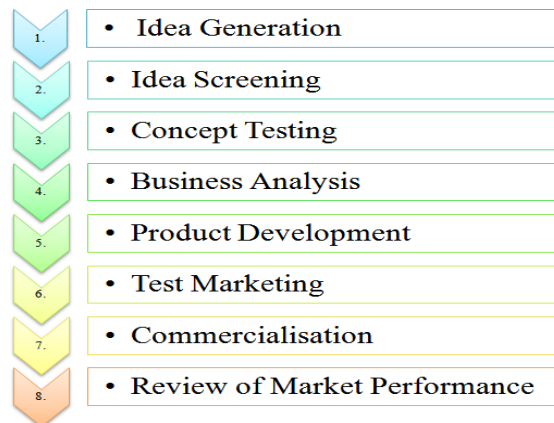 1. • Idea Generation
2. • Idea Screening
3. • Concept Testing
4. • Business Analysis
5. • Product Development
6. • Test Marketing
7. • Commercialisation
8. • Review of Market Performance